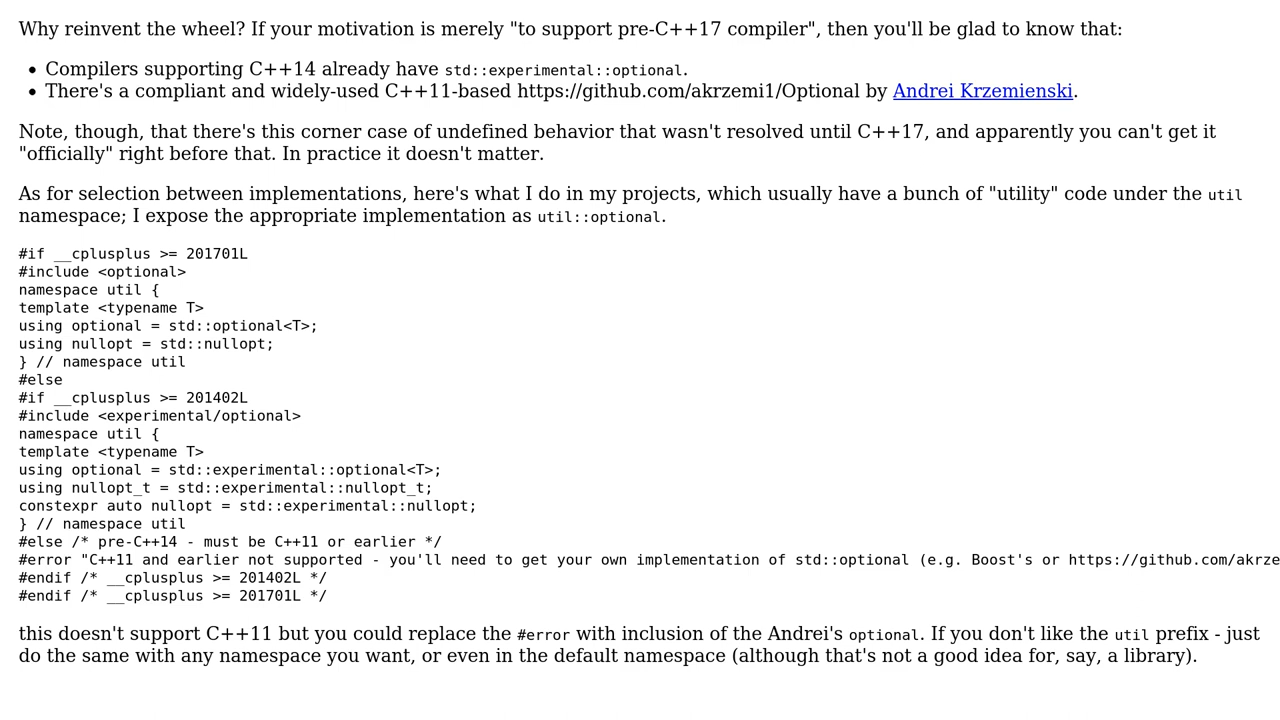 Why reinvent the wheel? If your motivation is merely "to support pre-C++17 compiler", then you'll be glad to know that:
• Compilers supporting C++14 already have std::experimental::optional.
• There's a compliant and widely-used C++11-based https://github.com/akrzemi1/Optional by Andrei Krzemienski.
Note, though, that there's this corner case of undefined behavior that wasn't resolved until C++17, and apparently you can't get it
"officially" right before that. In practice it doesn't matter.
As for selection between implementations, here's what I do in my projects, which usually have a bunch of "utility" code under the util
namespace; I expose the appropriate implementation as util::optional.
#if __cplusplus >= 201701L
#include <optional>
namespace util {
template <typename T>
using optional = std::optional<T>;
using nullopt = std::nullopt;
} // namespace util
#else
#if __cplusplus >= 201402L
#include <experimental/optional>
namespace util {
template <typename T>
using optional = std::experimental::optional<T>;
using nullopt_t = std::experimental::nullopt_t;
constexpr auto nullopt = std::experimental::nullopt;
} // namespace util
#else /* pre-C++14 - must be C++11 or earlier */
#error "C++11 and earlier not supported - you'll need to get your own implementation of std::optional (e.g. Boost's or https://github.com/akrze
#endif /* __cplusplus >= 201402L */
#endif /* __cplusplus >= 201701L */
this doesn't support C++11 but you could replace the #error with inclusion of the Andrei's optional. If you don't like the util prefix - just
do the same with any namespace you want, or even in the default namespace (although that's not a good idea for, say, a library).